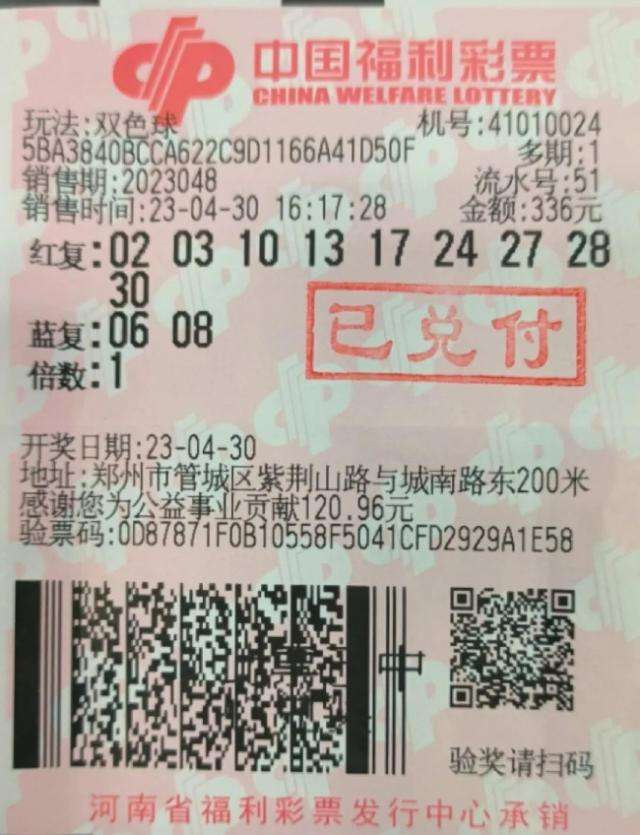 中国福利彩票
CHINA WELFARE LOTTERY
玩法:双色球 机号:41010024
5BA3840BCCA622C9D1166A41D50F 多期:1
销售期:2023048 流水号:51
销售时间:23-04-30 16:17:28 金额:336元
红复:02 03 10 13 17 24 27 28
30
蓝复:06 08
倍数:1
已兑付
开奖日期:23-04-30
地址:郑州市管城区紫荆山路与城南路东200米
感谢您为公益事业贡献120.96元
验票码:0D87871F0B10558F5041CFD2929A1E58
中
验奖请扫码
河南省福利彩票发行中心承销